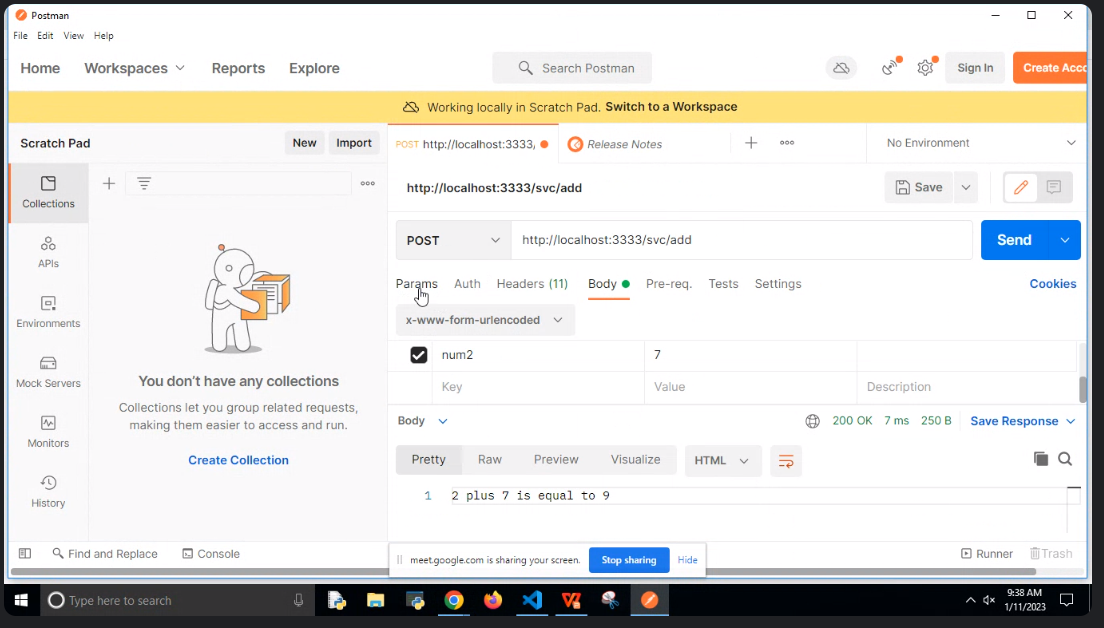 Postman
File Edit View Help
Home Workspaces Reports Explore Search Postman Sign In Create Acco
Working locally in Scratch Pad. Switch to a Workspace
Scratch Pad New Import
POST http://localhost:3333, Release Notes No Environment
http://localhost:3333/svc/add Save
Collections
APIs
Environments
Mock Servers
Monitors
History
You don't have any collections
Collections let you group related requests,
making them easier to access and run.
Create Collection
POST http://localhost:3333/svc/add Send
Params Auth Headers (11) Body Pre-req. Tests Settings Cookies
x-www-form-urlencoded
num2 7
Key Value Description
Body 200 OK 7 ms 250 B Save Response
Pretty Raw Preview Visualize HTML
1 2 plus 7 is equal to 9
Find and Replace Console Runner Trash
meet.google.com is sharing your screen. Stop sharing Hide
Type here to search
9:38 AM
1/11/2023